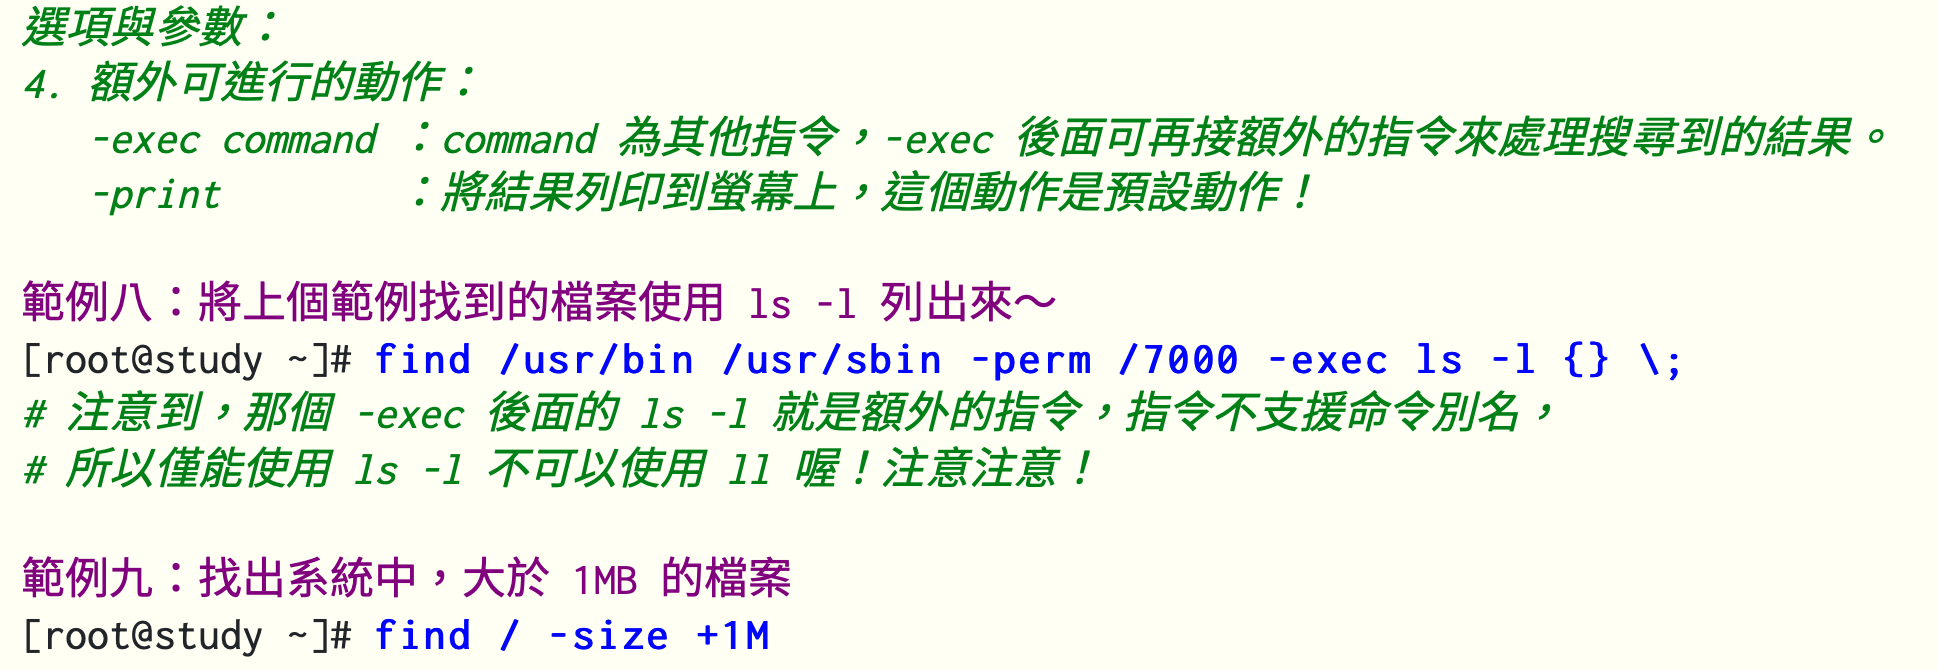 選項與參數：
4. 額外可進行的動作：
   -exec command ：command 為其他指令，-exec 後面可再接額外的指令來處理搜尋到的結果。
   -print        ：將結果列印到螢幕上，這個動作是預設動作！
範例八：將上個範例找到的檔案使用 ls -l 列出來～
[root@study ~]# find /usr/bin /usr/sbin -perm /7000 -exec ls -l {} \;
# 注意到，那個 -exec 後面的 ls -l 就是額外的指令，指令不支援命令別名，
# 所以僅能使用 ls -l 不可以使用 ll 喔！注意注意！
範例九：找出系統中，大於 1MB 的檔案
[root@study ~]# find / -size +1M